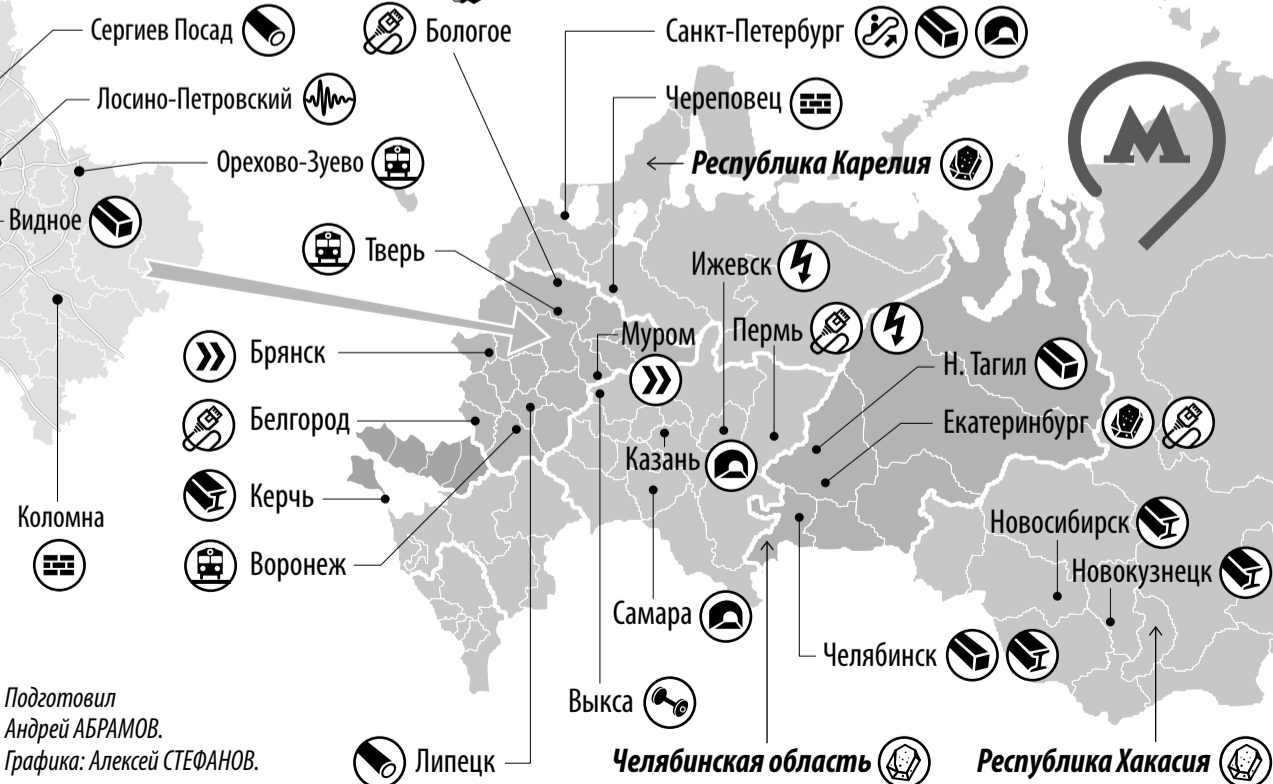 Сергиев Посад
Бологое
Санкт-Петербург
Лосино-Петровский
Череповец
М
Орехово-Зуево
Республика Карелия
Видное
Тверь
Ижевск
Муром
Пермь
Брянск
Н. Тагил
Белгород
Екатеринбург
Казань
Керчь
Коломна
Новосибирск
Воронеж
Новокузнецк
Самара
Челябинск
Выкса
Подготовил
Андрей АБРАМОВ.
Графика: Алексей СТЕФАНОВ.
Липецк
Челябинская область
Республика Хакасия